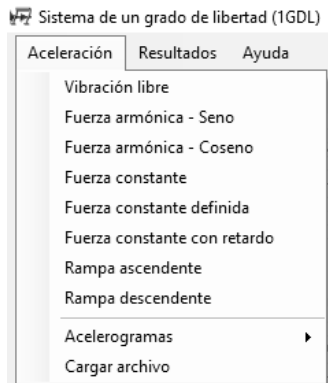 Sistema de un grado de libertad (1GDL)
Aceleración Resultados Ayuda
Vibración libre
Fuerza armónica - Seno
Fuerza armónica - Coseno
Fuerza constante
Fuerza constante definida
Fuerza constante con retardo
Rampa ascendente
Rampa descendente
Acelerogramas
Cargar archivo